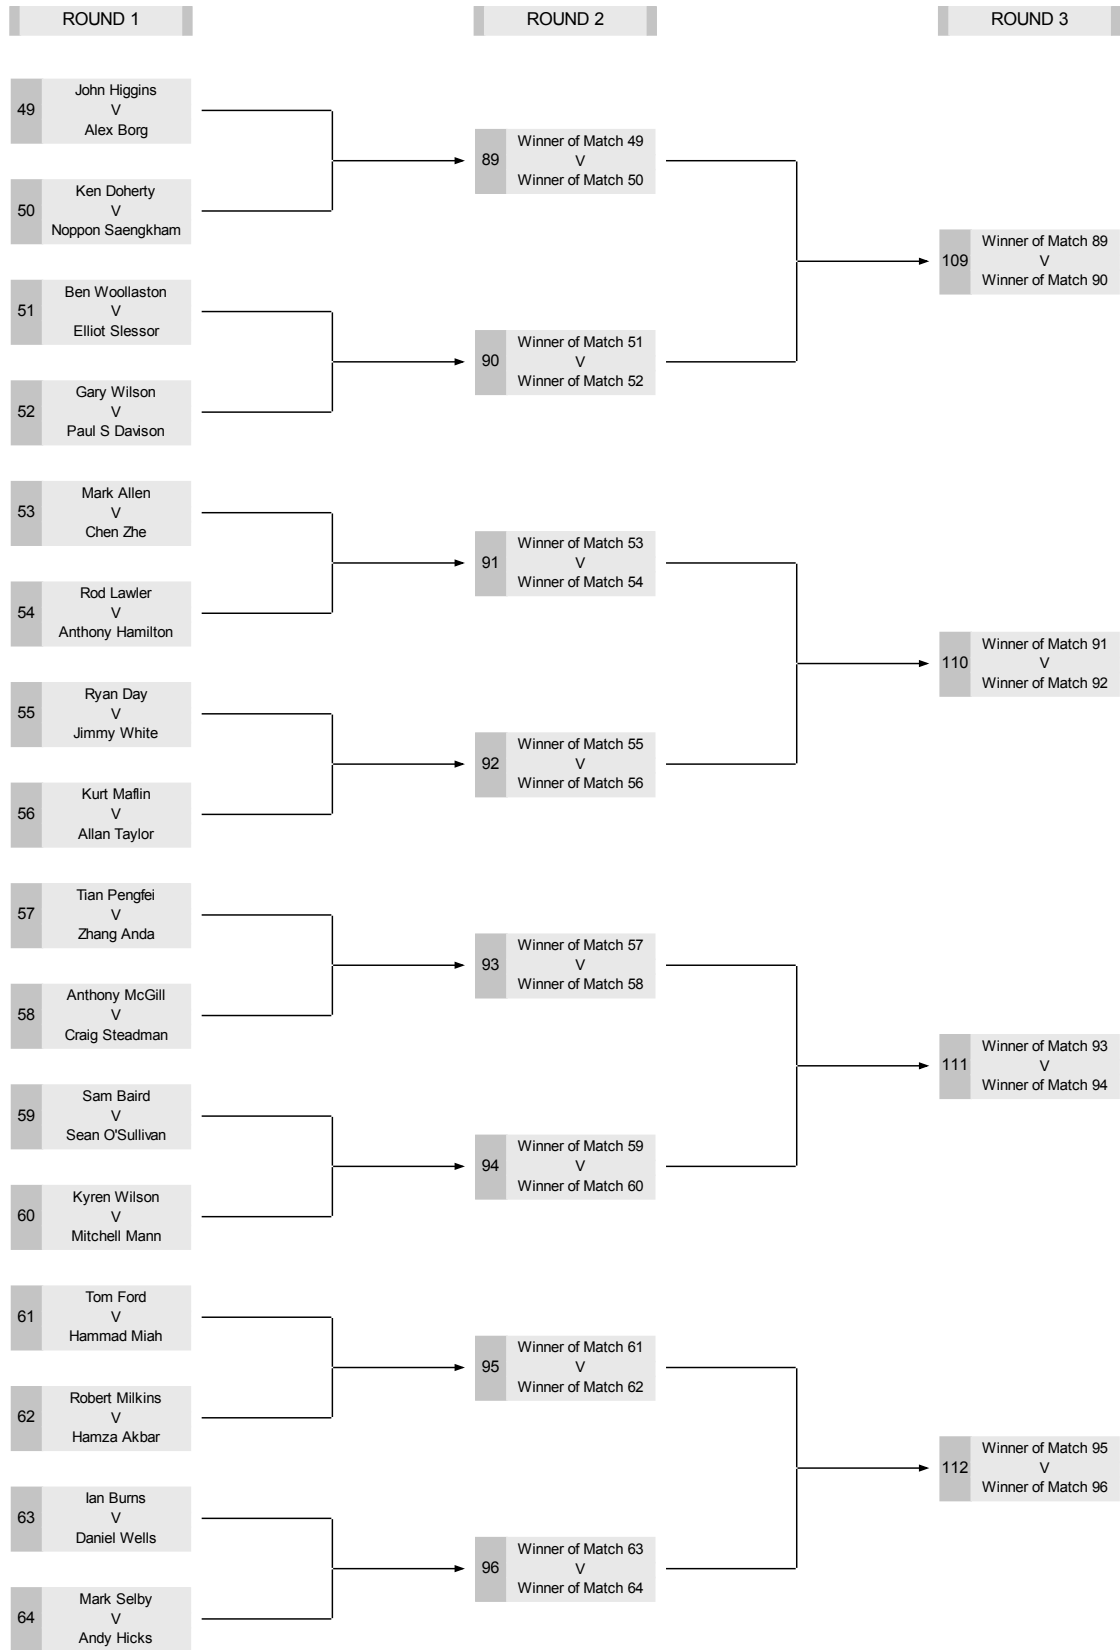 ROUND 1
ROUND 2
ROUND 3
49
John Higgins
V
Alex Borg
50
Ken Doherty
V
Noppon Saengkham
51
Ben Woollaston
V
Elliot Slessor
52
Gary Wilson
V
Paul S Davison
53
Mark Allen
V
Chen Zhe
54
Rod Lawler
V
Anthony Hamilton
55
Ryan Day
V
Jimmy White
56
Kurt Maflin
V
Allan Taylor
57
Tian Pengfei
V
Zhang Anda
58
Anthony McGill
V
Craig Steadman
59
Sam Baird
V
Sean O'Sullivan
60
Kyren Wilson
V
Mitchell Mann
61
Tom Ford
V
Hammad Miah
62
Robert Milkins
V
Hamza Akbar
63
Ian Burns
V
Daniel Wells
64
Mark Selby
V
Andy Hicks
89
Winner of Match 49
V
Winner of Match 50
90
Winner of Match 51
V
Winner of Match 52
91
Winner of Match 53
V
Winner of Match 54
92
Winner of Match 55
V
Winner of Match 56
93
Winner of Match 57
V
Winner of Match 58
94
Winner of Match 59
V
Winner of Match 60
95
Winner of Match 61
V
Winner of Match 62
96
Winner of Match 63
V
Winner of Match 64
109
Winner of Match 89
V
Winner of Match 90
110
Winner of Match 91
V
Winner of Match 92
111
Winner of Match 93
V
Winner of Match 94
112
Winner of Match 95
V
Winner of Match 96